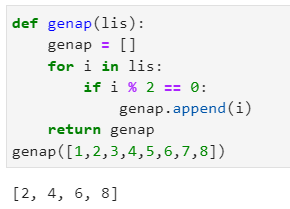 def genap(lis):
    genap = []
    for i in lis:
        if i % 2 == 0:
            genap.append(i)
    return genap
genap([1,2,3,4,5,6,7,8])
[2, 4, 6, 8]